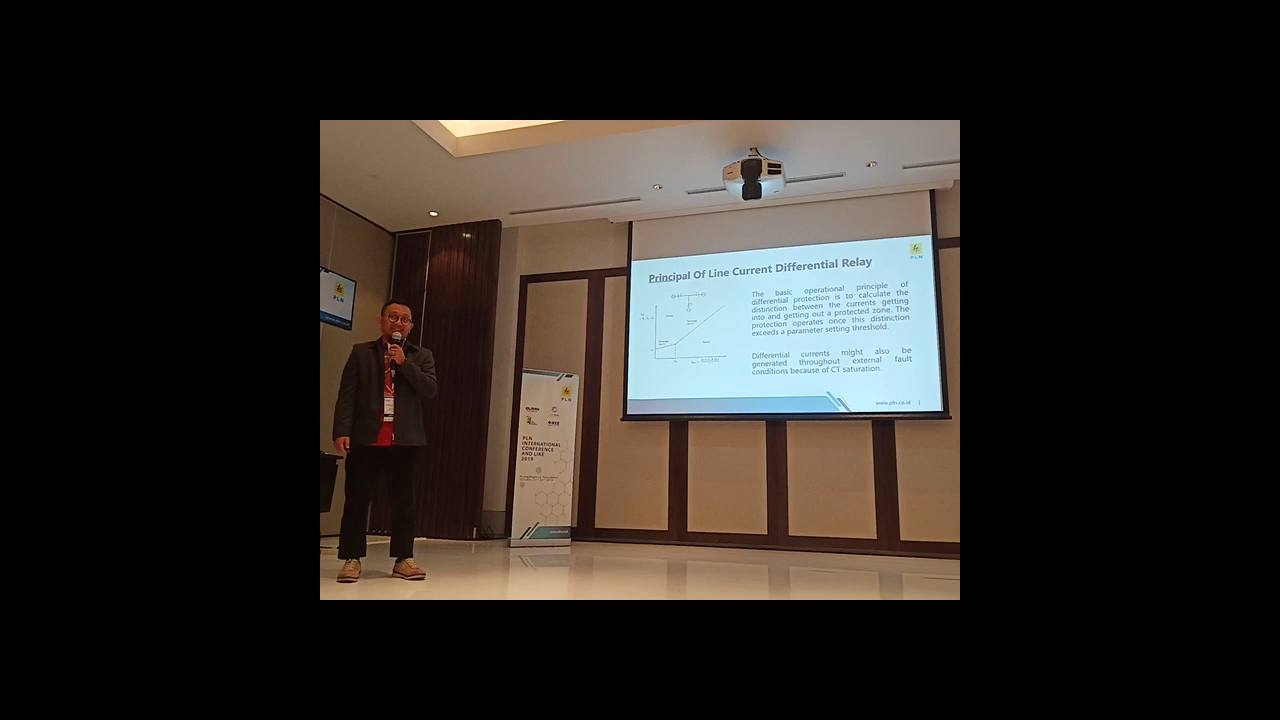 Principal Of Line Current Differential Relay
PLN
The basic operational principle of
differential protection is to calculate the
distinction between the currents getting
into and getting out a protected zone. The
protection operates once this distinction
exceeds a parameter setting threshold.
Differential currents might also be
generated throughout external fault
conditions because of CT saturation.
www.pln.co.id |
PLN
PLN
PLN
INTERNATIONAL
CONFERENCE
AND LIKE
2019